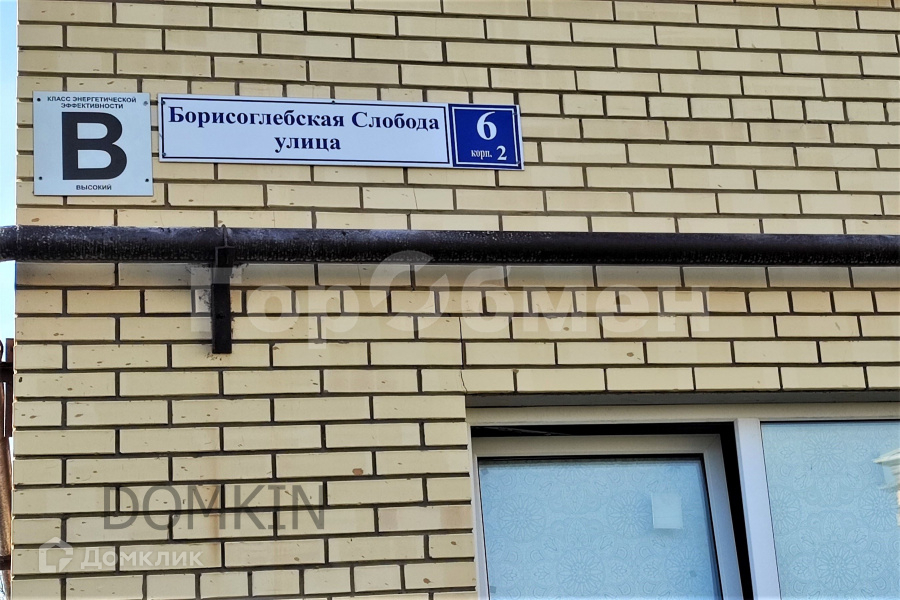 КЛАСС ЭНЕРГЕТИЧЕСКОЙ
ЭФФЕКТИВНОСТИ
B
ВЫСОКИЙ
Борисоглебская Слобода
улица
6
корп. 2
ГорОбмен
DOMKIN
Домклик